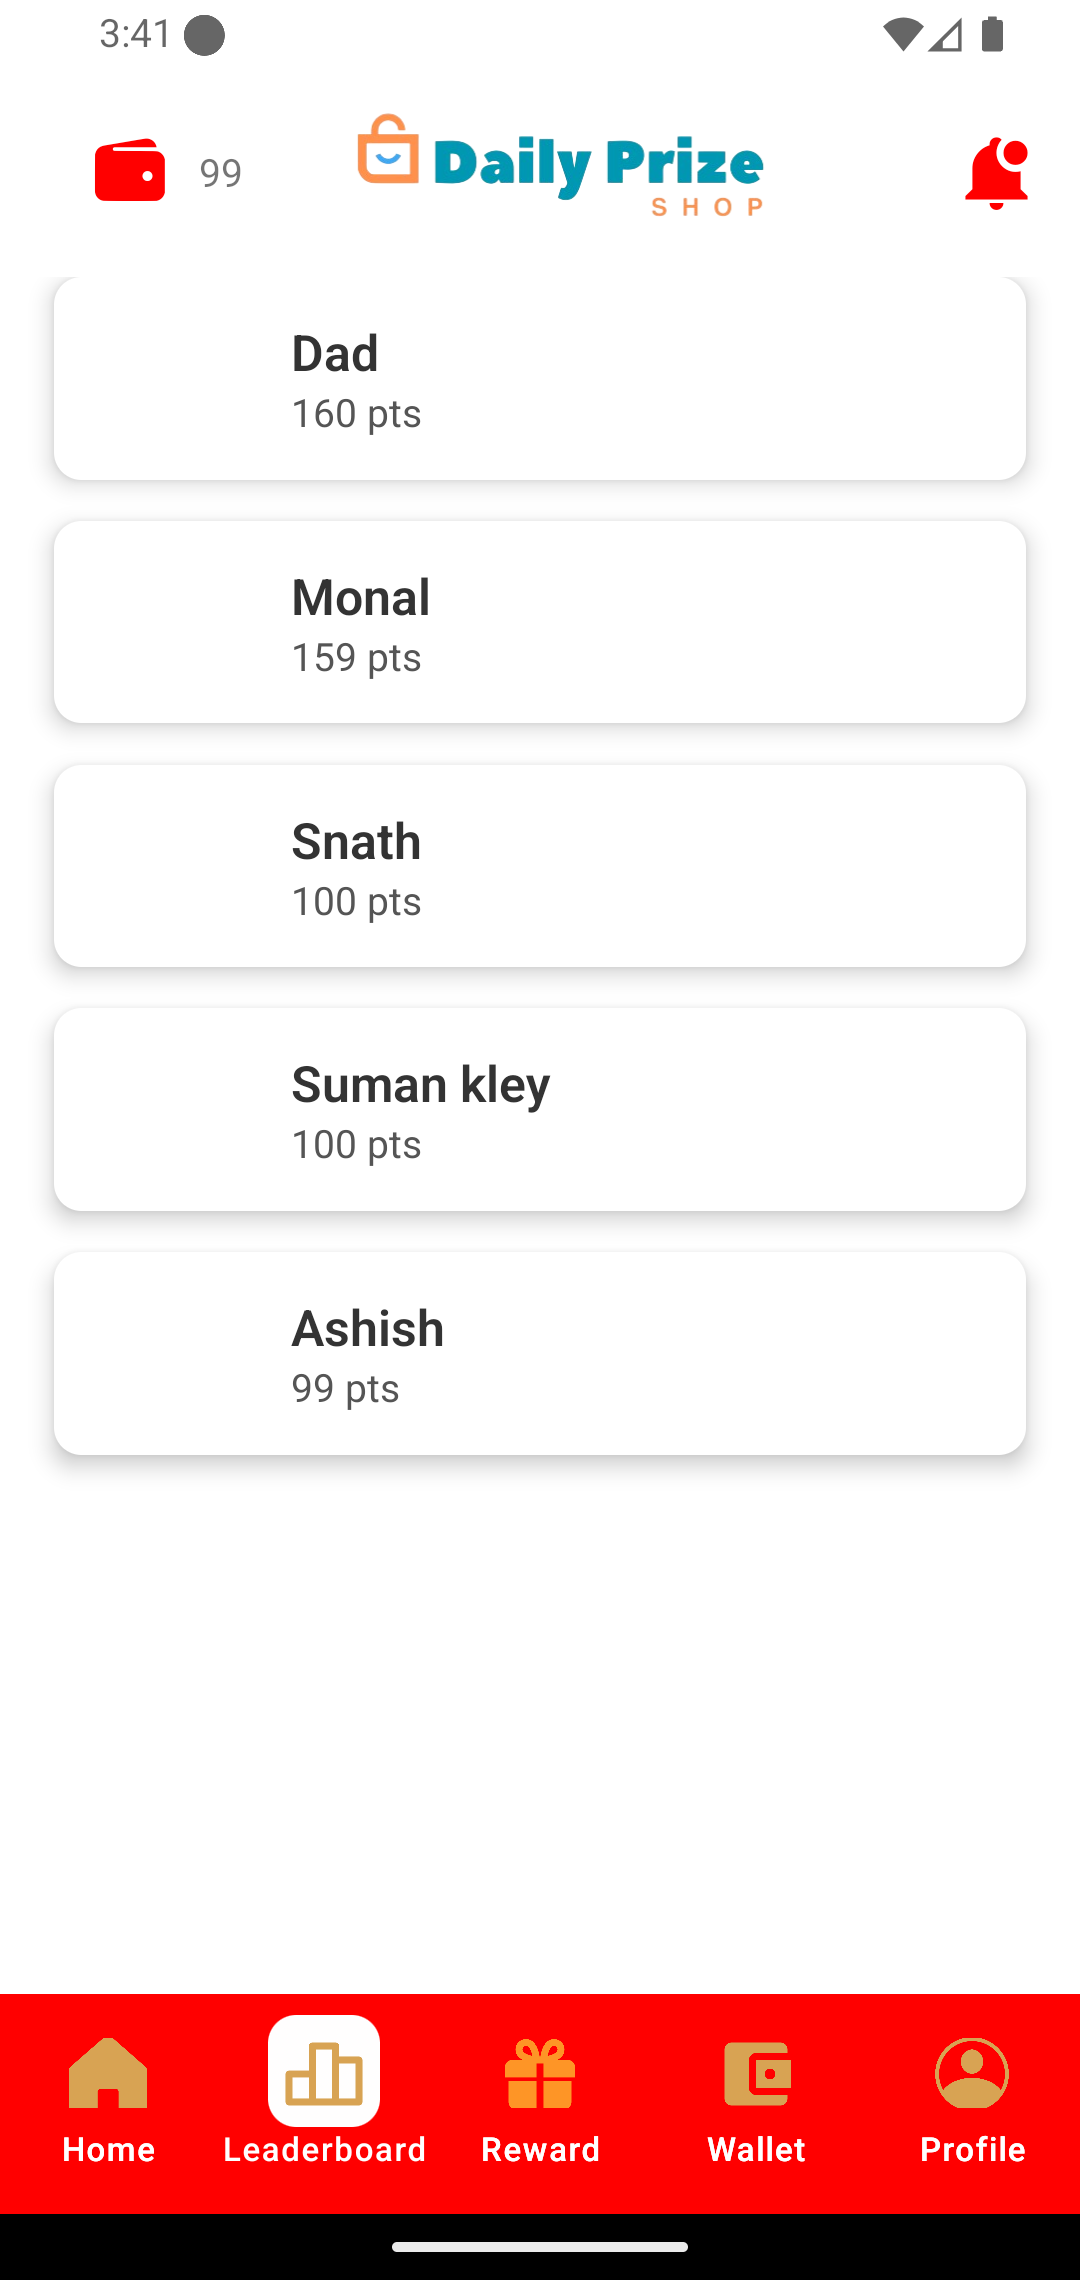 3:41
99
Daily Prize
SHOP
Dad
160 pts
Monal
159 pts
Snath
100 pts
Suman kley
100 pts
Ashish
99 pts
Home Leaderboard Reward Wallet Profile